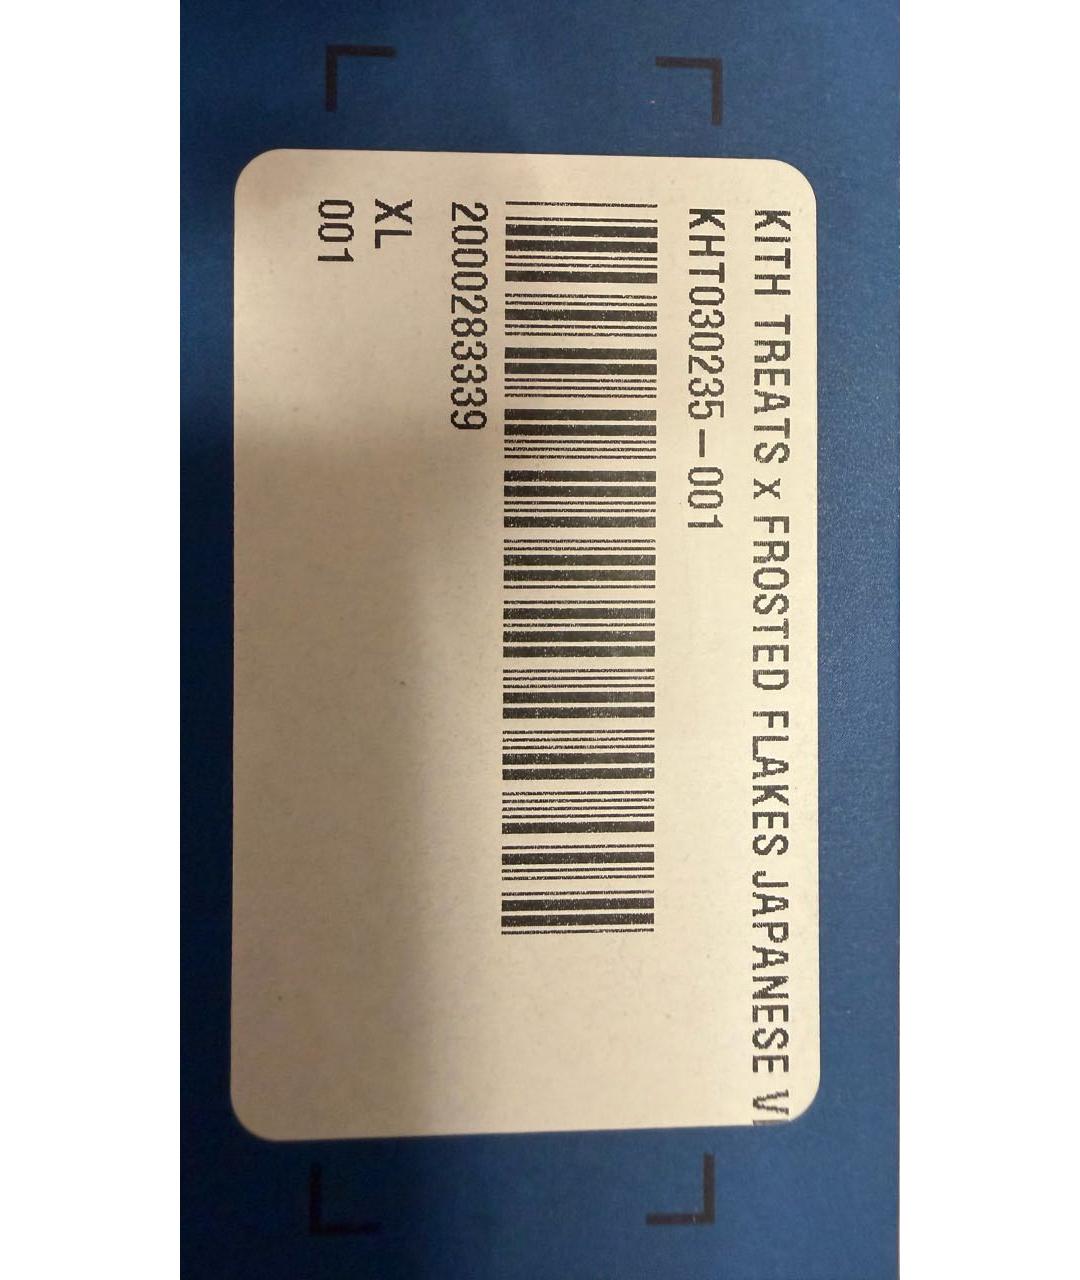 KITH TREATS x FROSTED FLAKES JAPANESE V
KHT030235-001
2000283339
XL
001